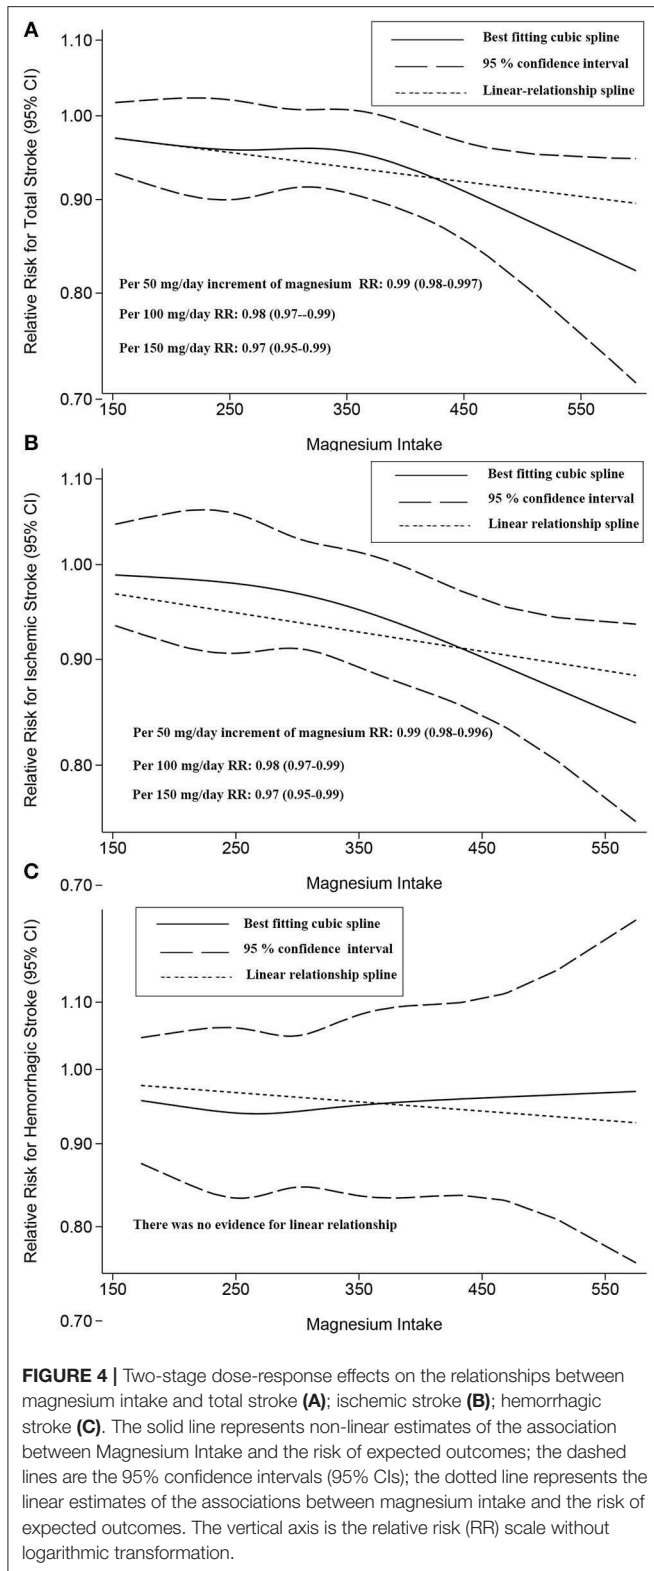 A
Relative Risk for Total Stroke (95% CI)
1.10
1.00
0.90
0.80
0.70
Best fitting cubic spline
95 % confidence interval
Linear-relationship spline
Per 50 mg/day increment of magnesium RR: 0.99 (0.98-0.997)
Per 100 mg/day RR: 0.98 (0.97--0.99)
Per 150 mg/day RR: 0.97 (0.95-0.99)
150 250 350 450 550
Magnesium Intake
B
Relative Risk for Ischemic Stroke (95% CI)
1.10
1.00
0.90
0.80
0.70
Best fitting cubic spline
95 % confidence interval
Linear relationship spline
Per 50 mg/day increment of magnesium RR: 0.99 (0.98-0.996)
Per 100 mg/day RR: 0.98 (0.97-0.99)
Per 150 mg/day RR: 0.97 (0.95-0.99)
150 250 350 450 550
Magnesium Intake
C
Relative Risk for Hemorrhagic Stroke (95% CI)
1.10
1.00
0.90
0.80
0.70
Best fitting cubic spline
95 % confidence interval
Linear relationship spline
There was no evidence for linear relationship
150 250 350 450 550
Magnesium Intake
FIGURE 4 | Two-stage dose-response effects on the relationships between
magnesium intake and total stroke (A); ischemic stroke (B); hemorrhagic
stroke (C). The solid line represents non-linear estimates of the association
between Magnesium Intake and the risk of expected outcomes; the dashed
lines are the 95% confidence intervals (95% CIs); the dotted line represents the
linear estimates of the associations between magnesium intake and the risk of
expected outcomes. The vertical axis is the relative risk (RR) scale without
logarithmic transformation.